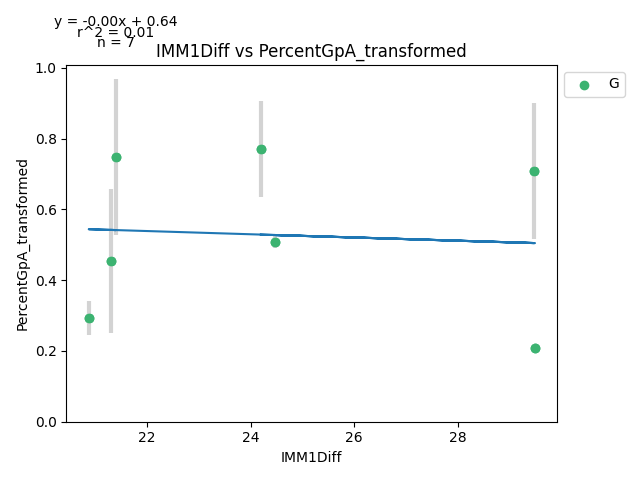 y = -0.00x + 0.64
r^2 = 0.01
n = 7
IMM1Diff vs PercentGpA_transformed
G
PercentGpA_transformed
1.0
0.8
0.6
0.4
0.2
0.0
22 24 26 28
IMM1Diff